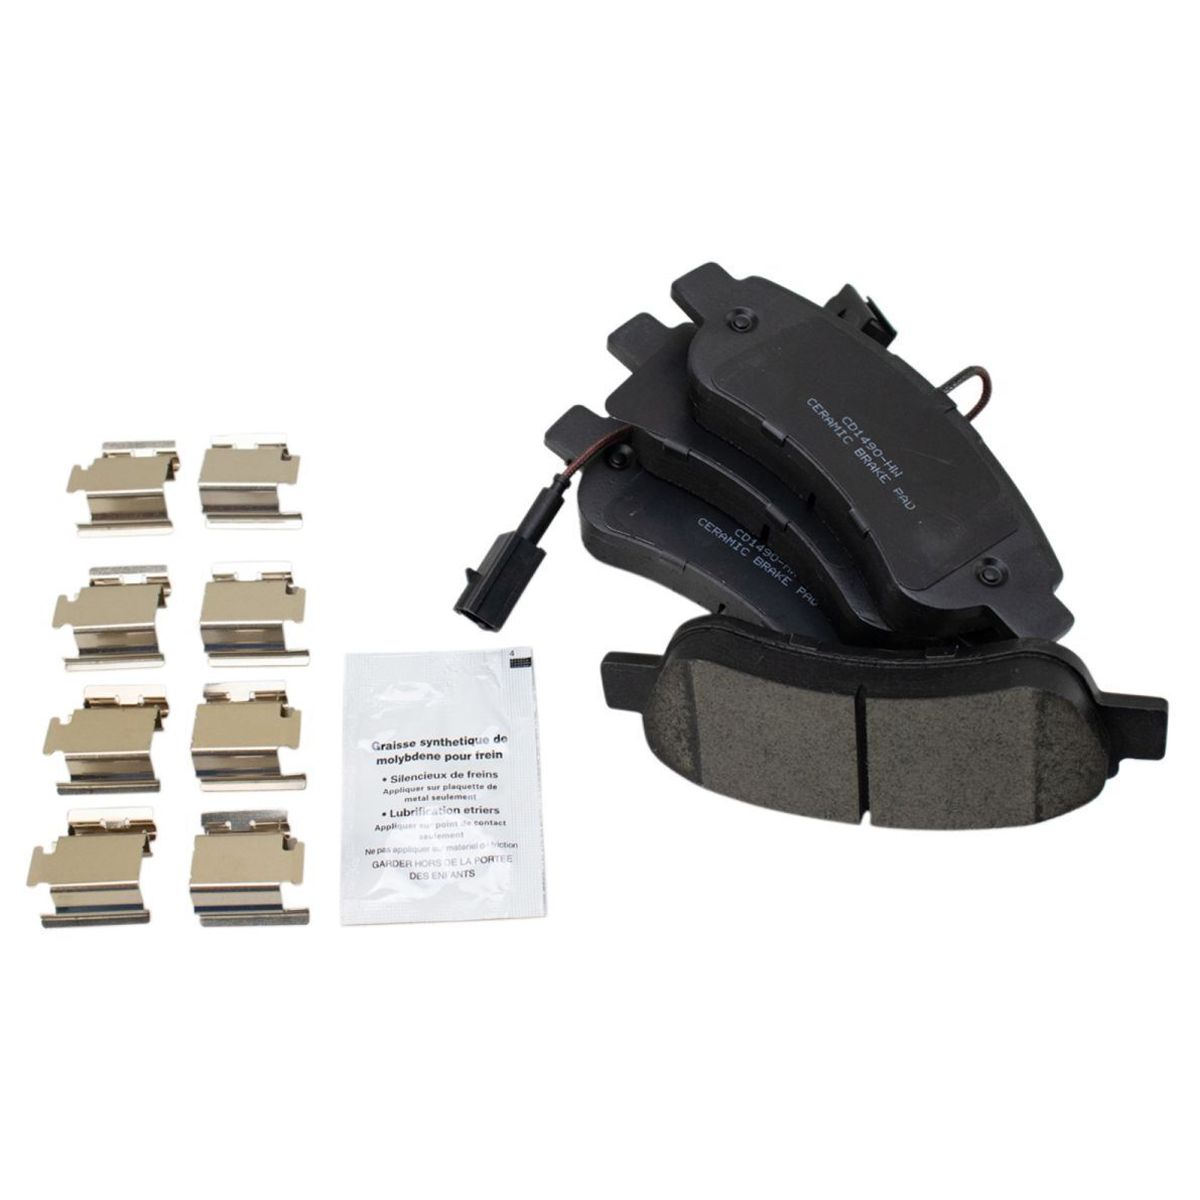 CD1490-HW
CERAMIC BRAKE PAD
CERAMIC BRAKE PAD
4
Graisse synthetique de
molybdene pour frein
• Silencieux de freins
Appliquer sur plaquette de
metal seulement
• Lubrification etriers
Appliquer sur point de contact
seulement
Ne pas appliquer sur materiel de friction
GARDER HORS DE LA PORTEE
DES ENFANTS